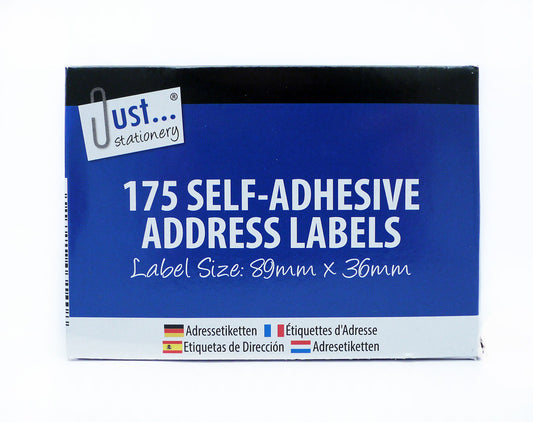 Just... ®
stationery
175 SELF-ADHESIVE
ADDRESS LABELS
Label Size: 89mm x 36mm
Adressetiketten Étiquettes d'Adresse
Etiquetas de Dirección Adresetiketten